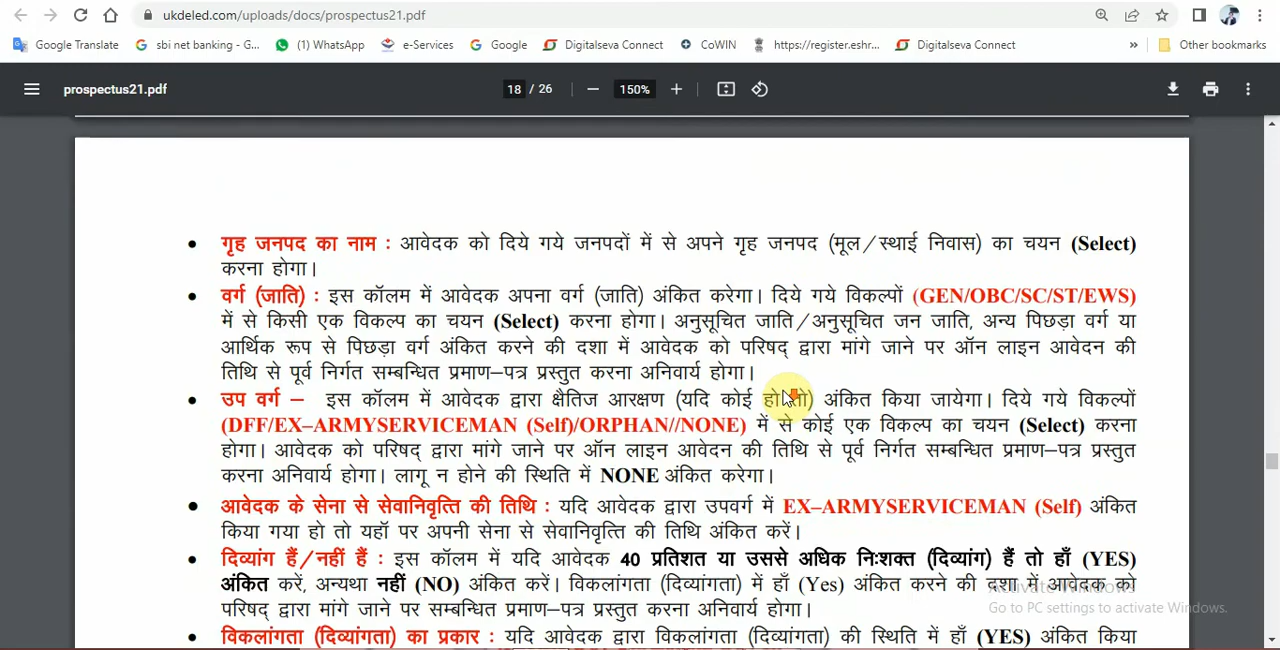 ukdeled.com/uploads/docs/prospectus21.pdf
Google Translate sbi net banking - G... (1) WhatsApp e-Services Google Digitalseva Connect CoWIN https://register.eshr... Digitalseva Connect » Other bookmarks
prospectus21.pdf 18 / 26 150%
• गृह जनपद का नाम : आवेदक को दिये गये जनपदों में से अपने गृह जनपद (मूल/स्थाई निवास) का चयन (Select)
करना होगा।
• वर्ग (जाति) : इस कॉलम में आवेदक अपना वर्ग (जाति) अंकित करेगा। दिये गये विकल्पों (GEN/OBC/SC/ST/EWS)
में से किसी एक विकल्प का चयन (Select) करना होगा। अनुसूचित जाति/अनुसूचित जन जाति, अन्य पिछड़ा वर्ग या
आर्थिक रूप से पिछड़ा वर्ग अंकित करने की दशा में आवेदक को परिषद् द्वारा मांगे जाने पर ऑन लाइन आवेदन की
तिथि से पूर्व निर्गत सम्बन्धित प्रमाण–पत्र प्रस्तुत करना अनिवार्य होगा।
• उप वर्ग – इस कॉलम में आवेदक द्वारा क्षैतिज आरक्षण (यदि कोई हो तो) अंकित किया जायेगा। दिये गये विकल्पों
(DFF/EX–ARMYSERVICEMAN (Self)/ORPHAN//NONE) में से कोई एक विकल्प का चयन (Select) करना
होगा। आवेदक को परिषद् द्वारा मांगे जाने पर ऑन लाइन आवेदन की तिथि से पूर्व निर्गत सम्बन्धित प्रमाण–पत्र प्रस्तुत
करना अनिवार्य होगा। लागू न होने की स्थिति में NONE अंकित करेगा।
• आवेदक के सेना से सेवानिवृत्ति की तिथि : यदि आवेदक द्वारा उपवर्ग में EX–ARMYSERVICEMAN (Self) अंकित
किया गया हो तो यहॉ पर अपनी सेना से सेवानिवृत्ति की तिथि अंकित करें।
• दिव्यांग हैं/नहीं हैं : इस कॉलम में यदि आवेदक 40 प्रतिशत या उससे अधिक निःशक्त (दिव्यांग) हैं तो हाँ (YES)
अंकित करें, अन्यथा नहीं (NO) अंकित करें। विकलांगता (दिव्यांगता) में हाँ (Yes) अंकित करने की दशा में आवेदक को
Activate Windows
परिषद् द्वारा मांगे जाने पर सम्बन्धित प्रमाण–पत्र प्रस्तुत करना अनिवार्य होगा।
Go to PC settings to activate Windows.
• विकलांगता (दिव्यांगता) का प्रकार : यदि आवेदक द्वारा विकलांगता (दिव्यांगता) की स्थिति में हाँ (YES) अंकित किया